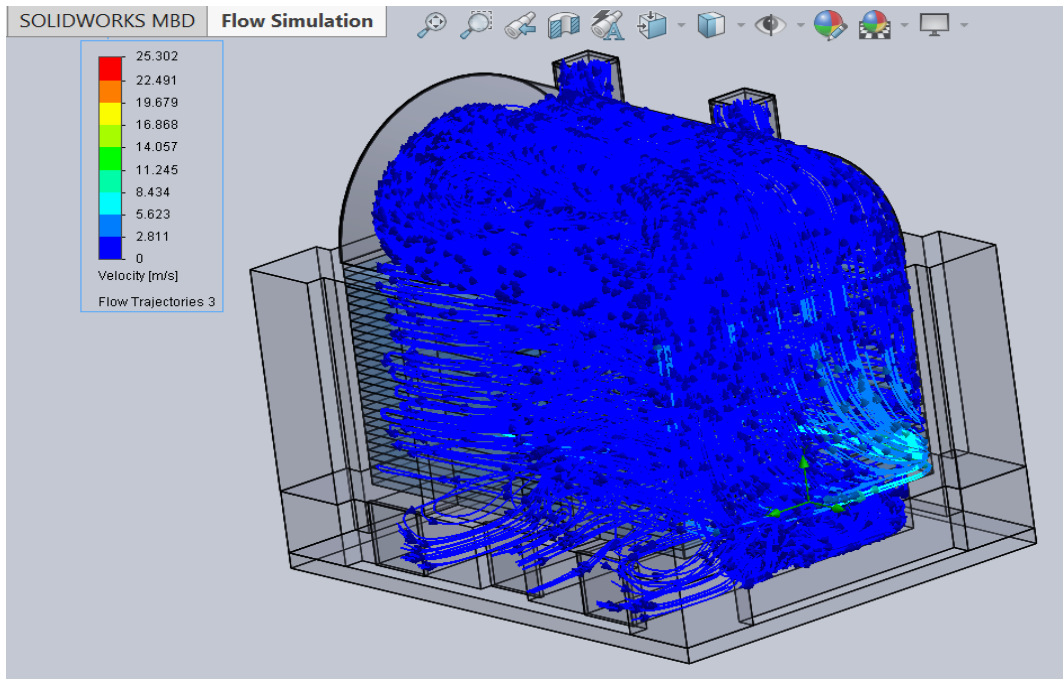 SOLIDWORKS MBD
Flow Simulation
25.302
22.491
19.679
16.868
14.057
11.245
8.434
5.623
2.811
0
Velocity [m/s]
Flow Trajectories 3